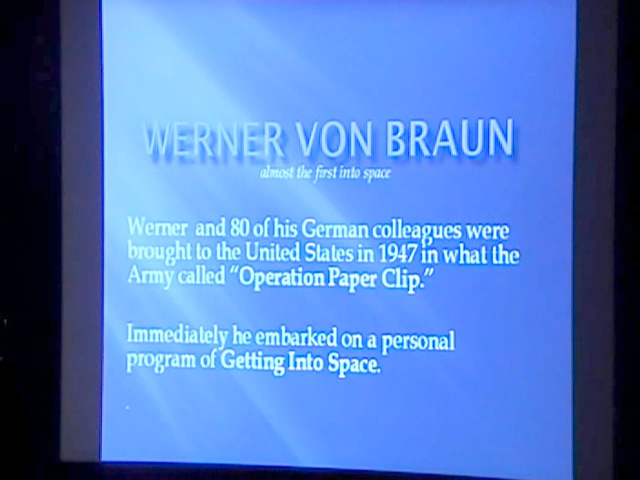 WERNER VON BRAUN
almost the first into space
Werner and 80 of his German colleagues were
brought to the United States in 1947 in what the
Army called “Operation Paper Clip.”
Immediately he embarked on a personal
program of Getting Into Space.